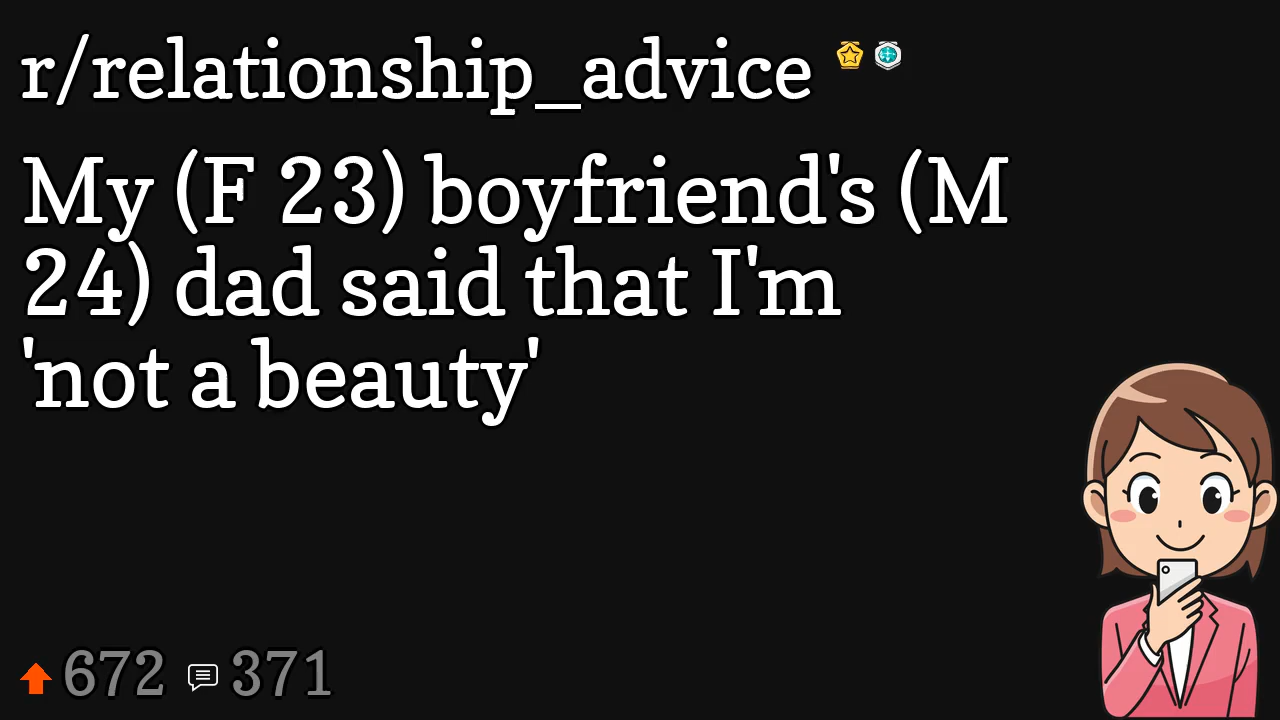 r/relationship_advice
My (F 23) boyfriend's (M
24) dad said that I'm
'not a beauty'
672 371